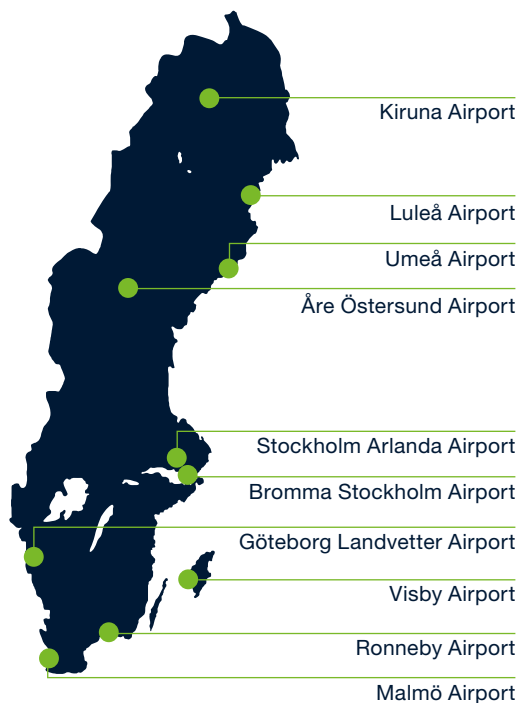 Kiruna Airport
Luleå Airport
Umeå Airport
Åre Östersund Airport
Stockholm Arlanda Airport
Bromma Stockholm Airport
Göteborg Landvetter Airport
Visby Airport
Ronneby Airport
Malmö Airport